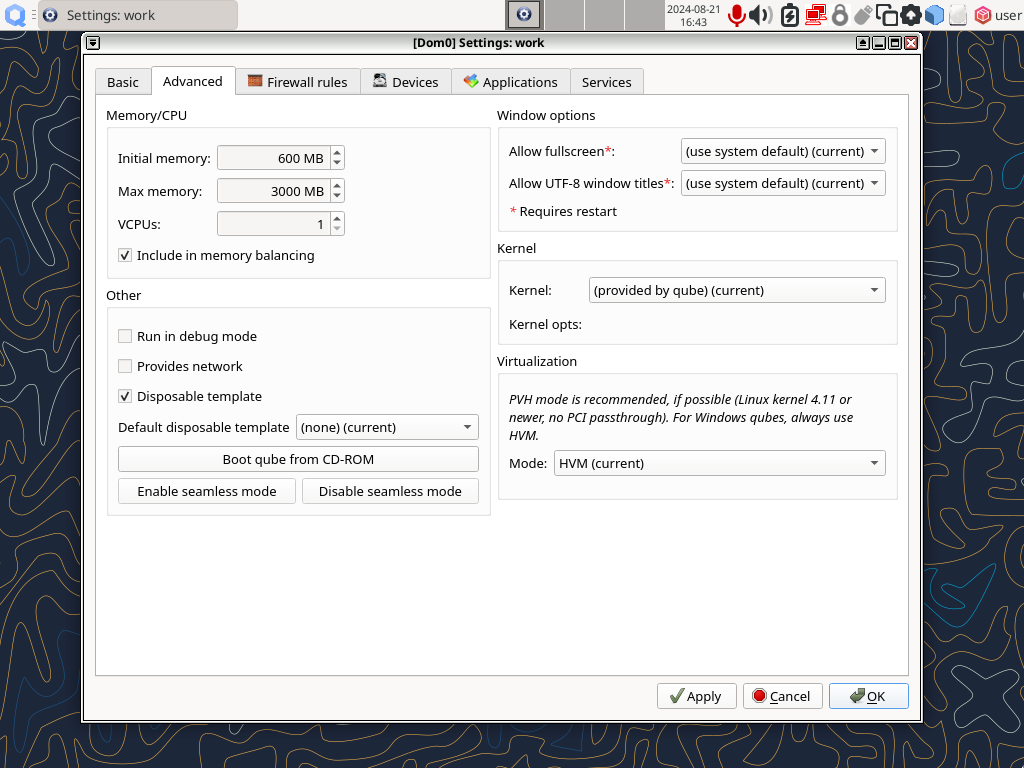 Settings: work
2024-08-21
16:43
user
[Dom0] Settings: work
Basic
Advanced
Firewall rules
Devices
Applications
Services
Memory/CPU
Initial memory: 600 MB
Max memory: 3000 MB
VCPUs: 1
Include in memory balancing
Other
Run in debug mode
Provides network
Disposable template
Default disposable template (none) (current)
Boot qube from CD-ROM
Enable seamless mode
Disable seamless mode
Window options
Allow fullscreen*: (use system default) (current)
Allow UTF-8 window titles*: (use system default) (current)
* Requires restart
Kernel
Kernel: (provided by qube) (current)
Kernel opts:
Virtualization
PVH mode is recommended, if possible (Linux kernel 4.11 or
newer, no PCI passthrough). For Windows qubes, always use
HVM.
Mode: HVM (current)
Apply
Cancel
OK